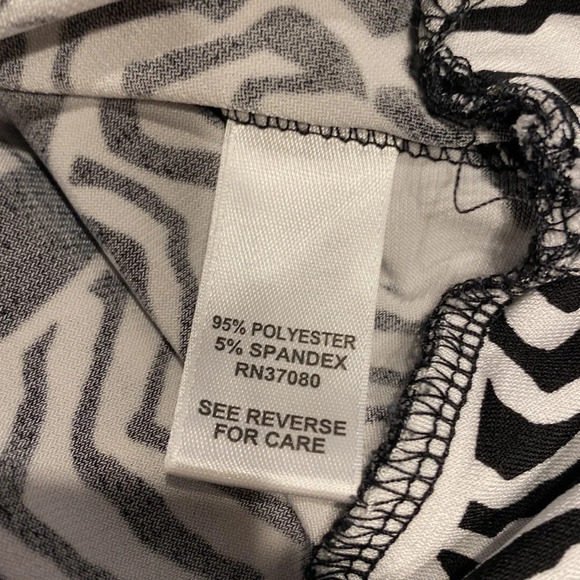 95% POLYESTER
5% SPANDEX
RN37080
SEE REVERSE
FOR CARE